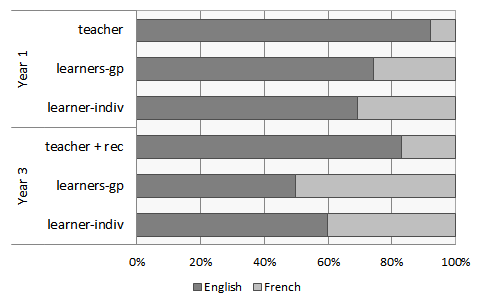 Year 1
teacher
learners-gp
learner-indiv
Year 3
teacher + rec
learners-gp
learner-indiv
0% 20% 40% 60% 80% 100%
English French